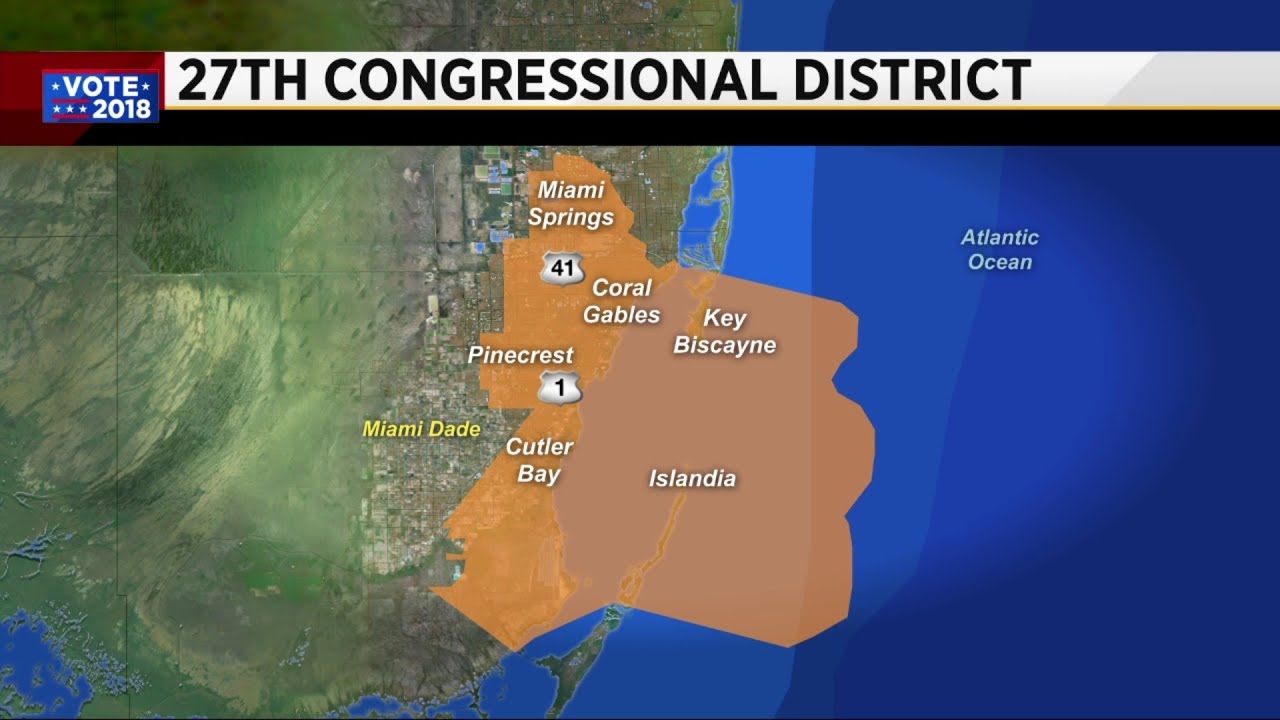 VOTE
2018
27TH CONGRESSIONAL DISTRICT
Miami
Springs
41
Atlantic
Ocean
Coral
Gables
Key
Biscayne
Pinecrest
1
Miami Dade
Cutler
Bay
Islandia